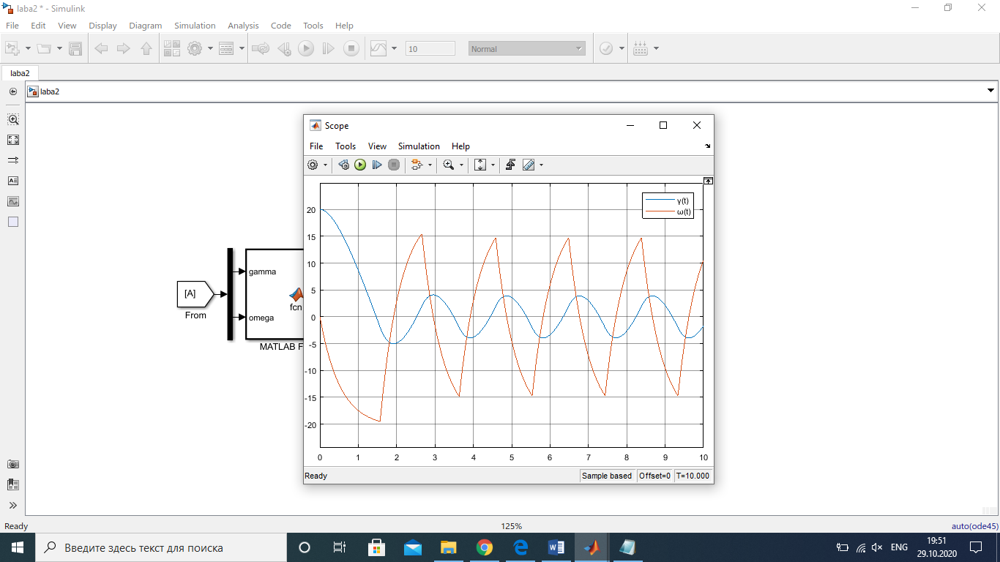 laba2 * - Simulink
File Edit View Display Diagram Simulation Analysis Code Tools Help
10 Normal
laba2
laba2
Scope
File Tools View Simulation Help
γ(t)
ω(t)
20
15
10
5
0
-5
-10
-15
-20
0 1 2 3 4 5 6 7 8 9 10
Ready Sample based Offset=0 T=10.000
[A]
From
gamma
omega
fcn
MATLAB F
Ready 125% auto(ode45)
Введите здесь текст для поиска
ENG
19:51
29.10.2020